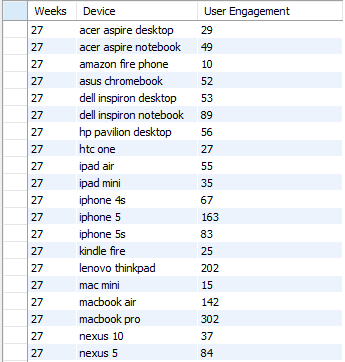 Weeks Device User Engagement
27 acer aspire desktop 29
27 acer aspire notebook 49
27 amazon fire phone 10
27 asus chromebook 52
27 dell inspiron desktop 53
27 dell inspiron notebook 89
27 hp pavilion desktop 56
27 htc one 27
27 ipad air 55
27 ipad mini 35
27 iphone 4s 67
27 iphone 5 163
27 iphone 5s 83
27 kindle fire 25
27 lenovo thinkpad 202
27 mac mini 15
27 macbook air 142
27 macbook pro 302
27 nexus 10 37
27 nexus 5 84